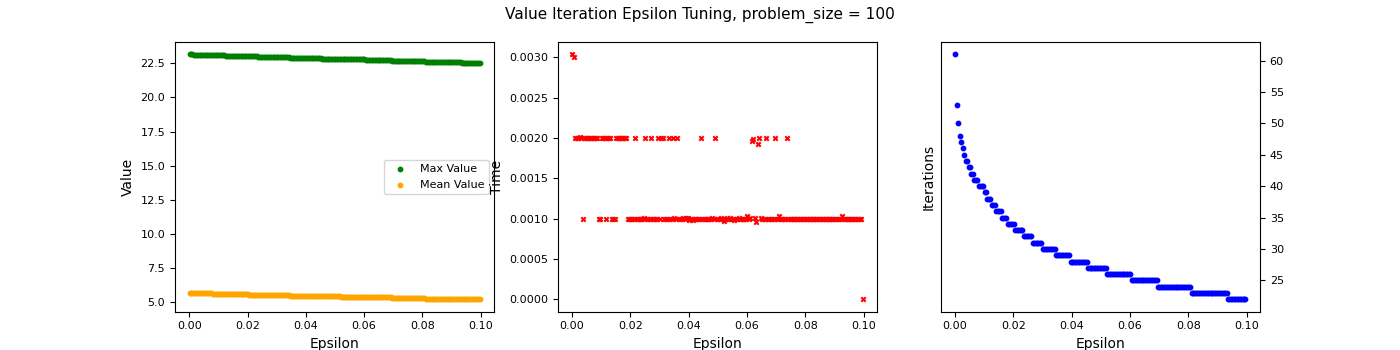 Value Iteration Epsilon Tuning, problem_size = 100
Value
22.5
20.0
17.5
15.0
12.5
10.0
7.5
5.0
0.00 0.02 0.04 0.06 0.08 0.10
Epsilon
Max Value
Mean Value
Time
0.0030
0.0025
0.0020
0.0015
0.0010
0.0005
0.0000
0.00 0.02 0.04 0.06 0.08 0.10
Epsilon
Iterations
60
55
50
45
40
35
30
25
0.00 0.02 0.04 0.06 0.08 0.10
Epsilon